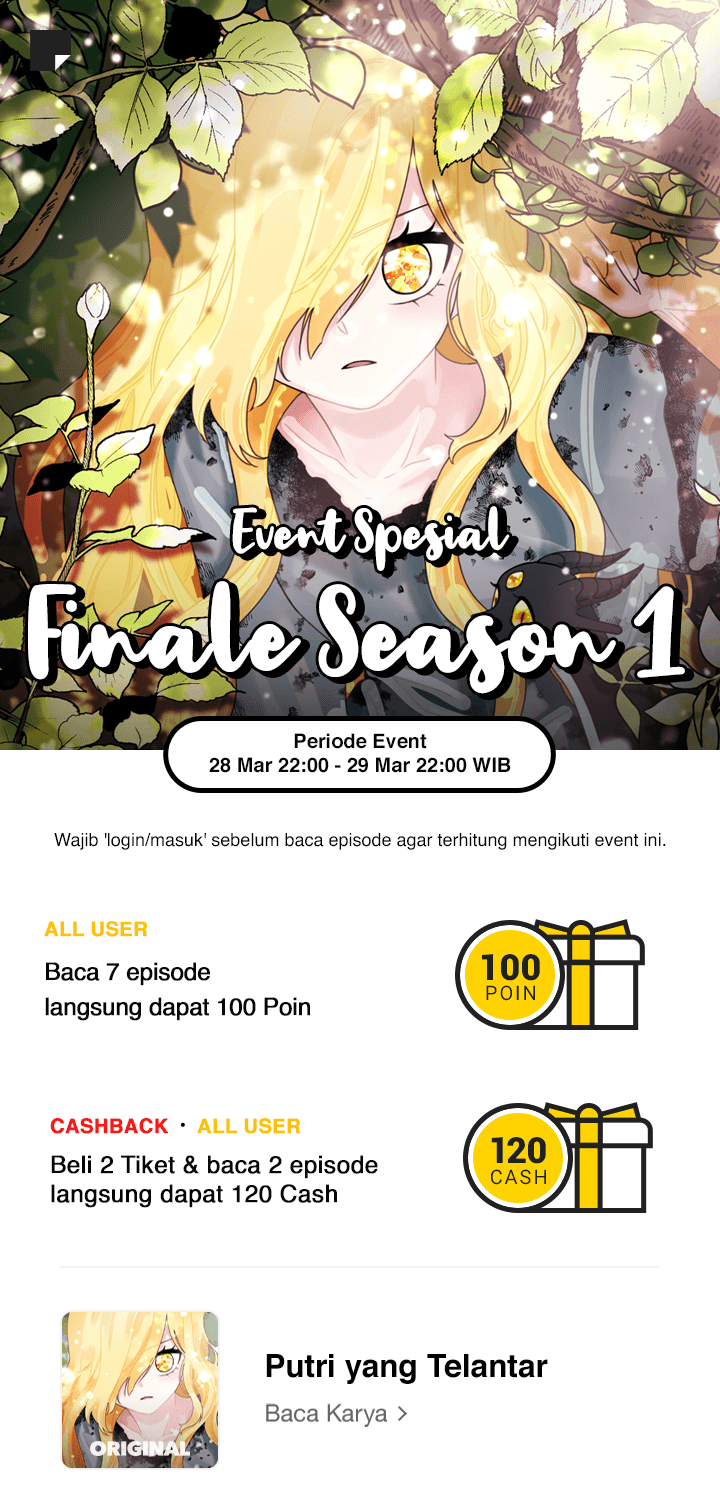 Event Spesial
Finale Season 1
Periode Event
28 Mar 22:00 - 29 Mar 22:00 WIB
Wajib 'login/masuk' sebelum baca episode agar terhitung mengikuti event ini.
ALL USER
Baca 7 episode
langsung dapat 100 Poin
100
POIN
CASHBACK · ALL USER
Beli 2 Tiket & baca 2 episode
langsung dapat 120 Cash
120
CASH
ORIGINAL
Putri yang Telantar
Baca Karya >